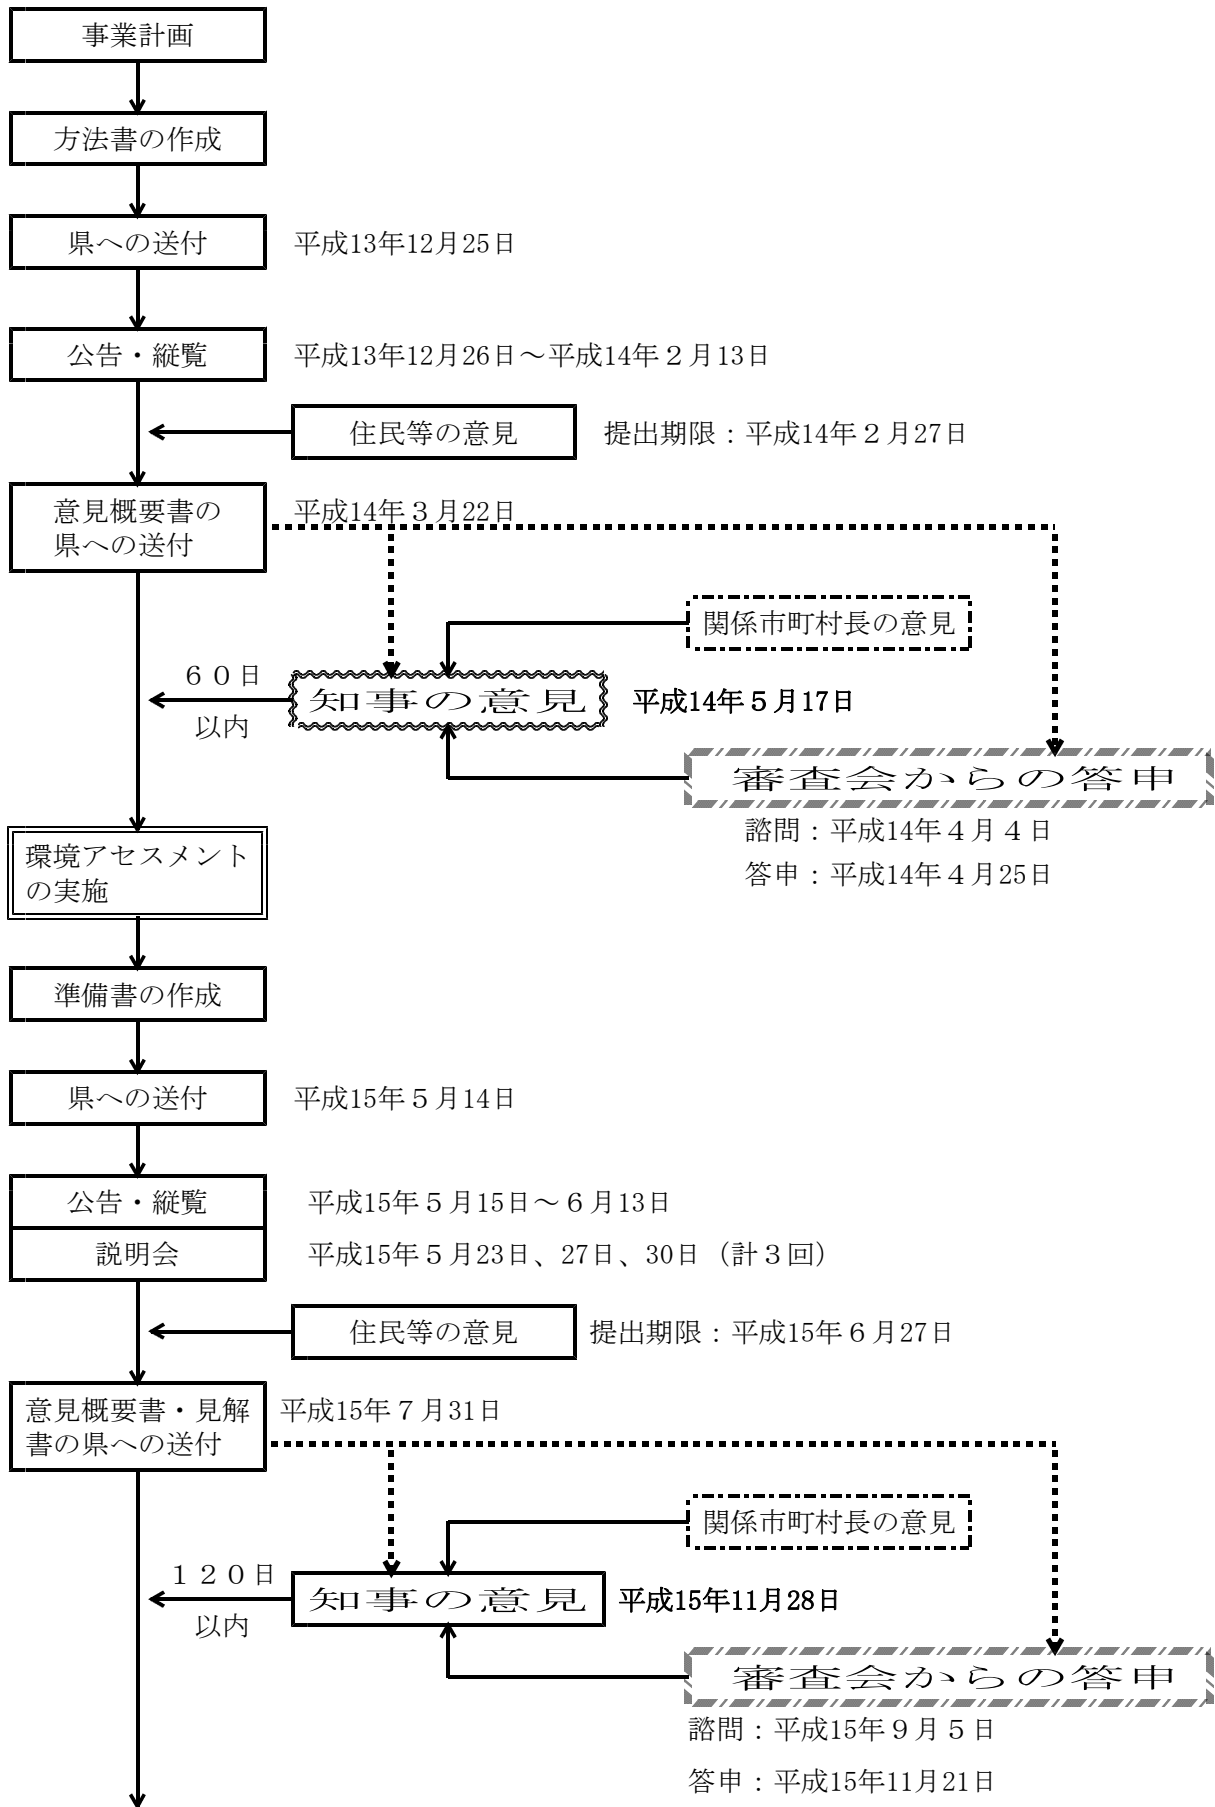 事業計画
方法書の作成
県への送付
平成13年12月25日
公告・縦覧
平成13年12月26日～平成14年２月13日
住民等の意見
提出期限：平成14年２月27日
意見概要書の
県への送付
平成14年３月22日
関係市町村長の意見
６０日
以内
知事の意見
平成14年５月17日
審査会からの答申
諮問：平成14年４月４日
答申：平成14年４月25日
環境アセスメント
の実施
準備書の作成
県への送付
平成15年５月14日
公告・縦覧
平成15年５月15日～６月13日
説明会
平成15年５月23日、27日、30日（計３回）
住民等の意見
提出期限：平成15年６月27日
意見概要書・見解
書の県への送付
平成15年７月31日
関係市町村長の意見
１２０日
以内
知事の意見
平成15年11月28日
審査会からの答申
諮問：平成15年９月５日
答申：平成15年11月21日